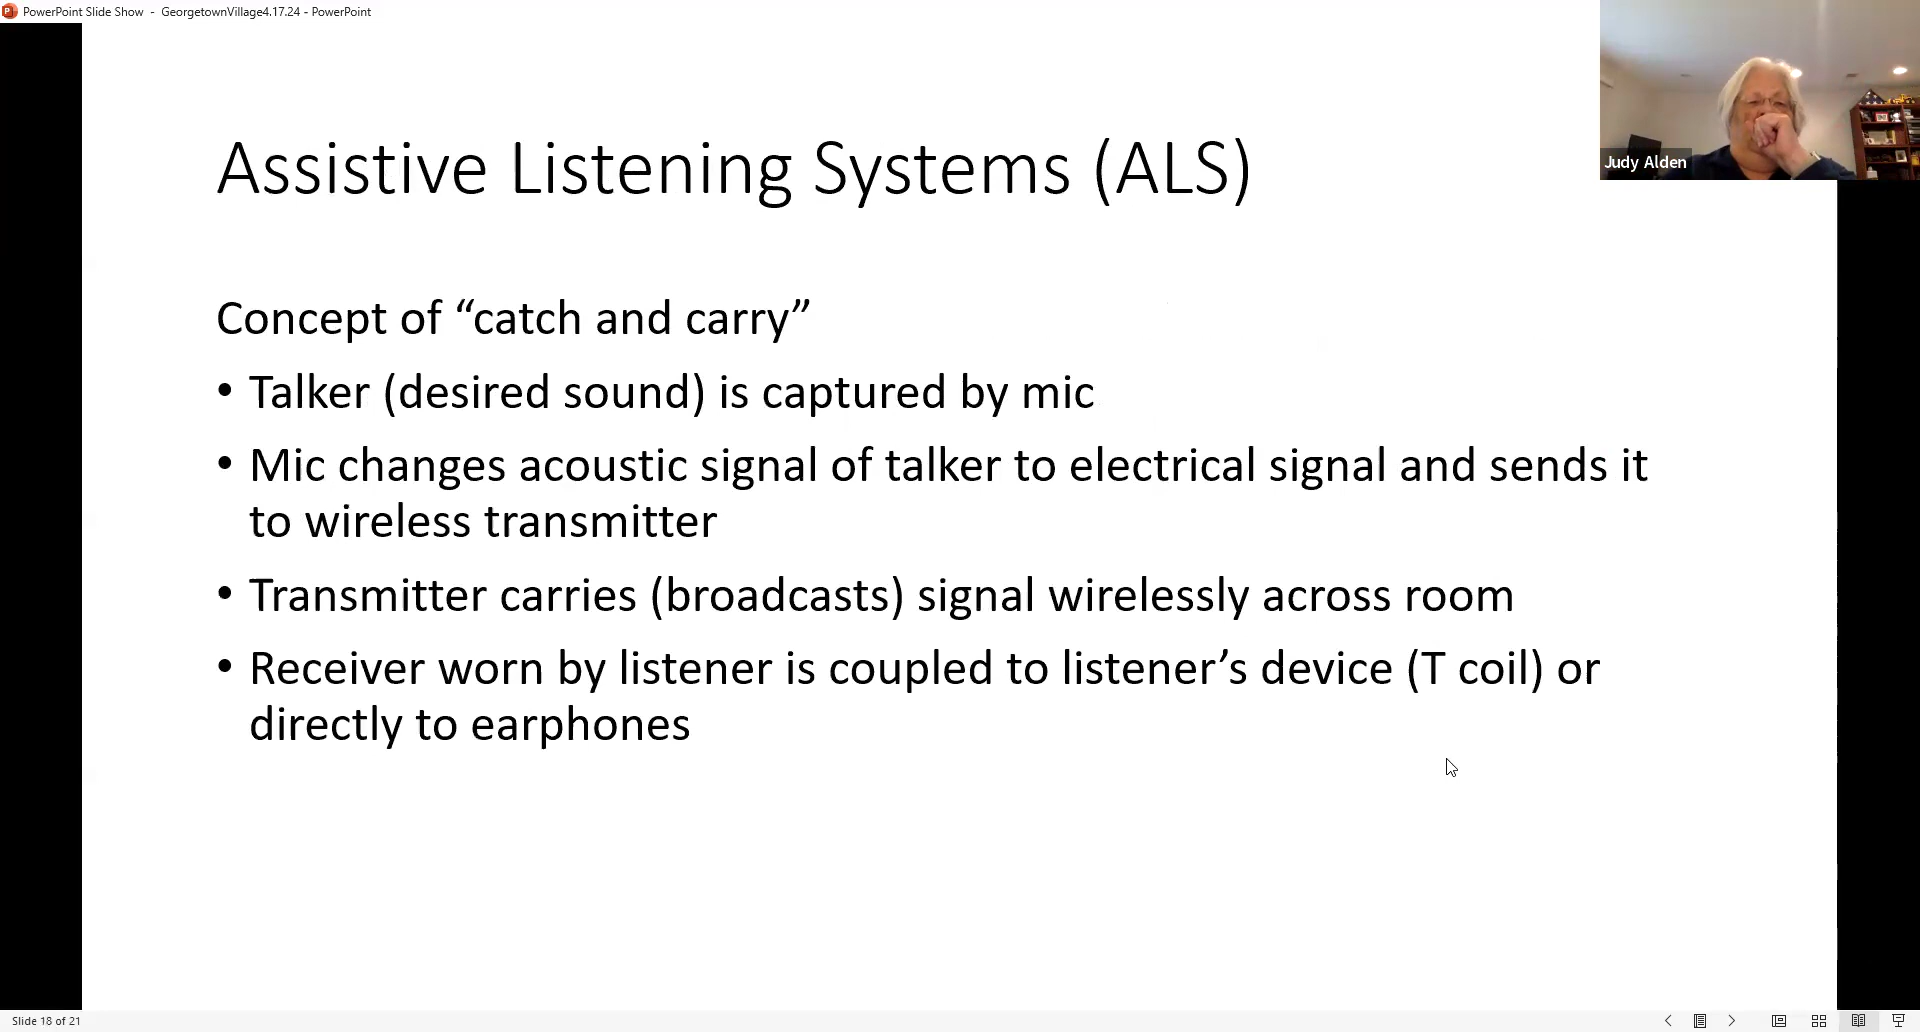 PowerPoint Slide Show - GeorgetownVillage4.17.24 - PowerPoint
Judy Alden
Assistive Listening Systems (ALS)
Concept of “catch and carry”
• Talker (desired sound) is captured by mic
• Mic changes acoustic signal of talker to electrical signal and sends it
to wireless transmitter
• Transmitter carries (broadcasts) signal wirelessly across room
• Receiver worn by listener is coupled to listener’s device (T coil) or
directly to earphones
Slide 18 of 21